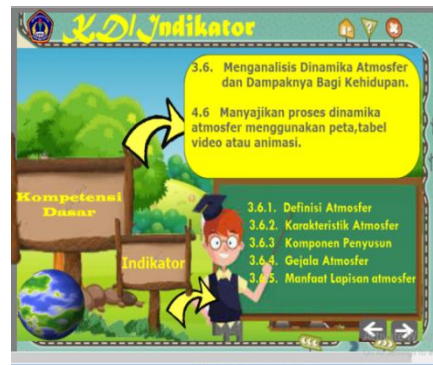 KD/Indikator
3.6. Menganalisis Dinamika Atmosfer
dan Dampaknya Bagi Kehidupan.
4.6 Manyajikan proses dinamika
atmosfer menggunakan peta,tabel
video atau animasi.
Kompetensi
Dasar
Indikator
3.6.1. Definisi Atmosfer
3.6.2. Karakteristik Atmosfer
3.6.3 Komponen Penyusun
3.6.4. Gejala Atmosfer
3.6.5. Manfaat Lapisan atmosfer